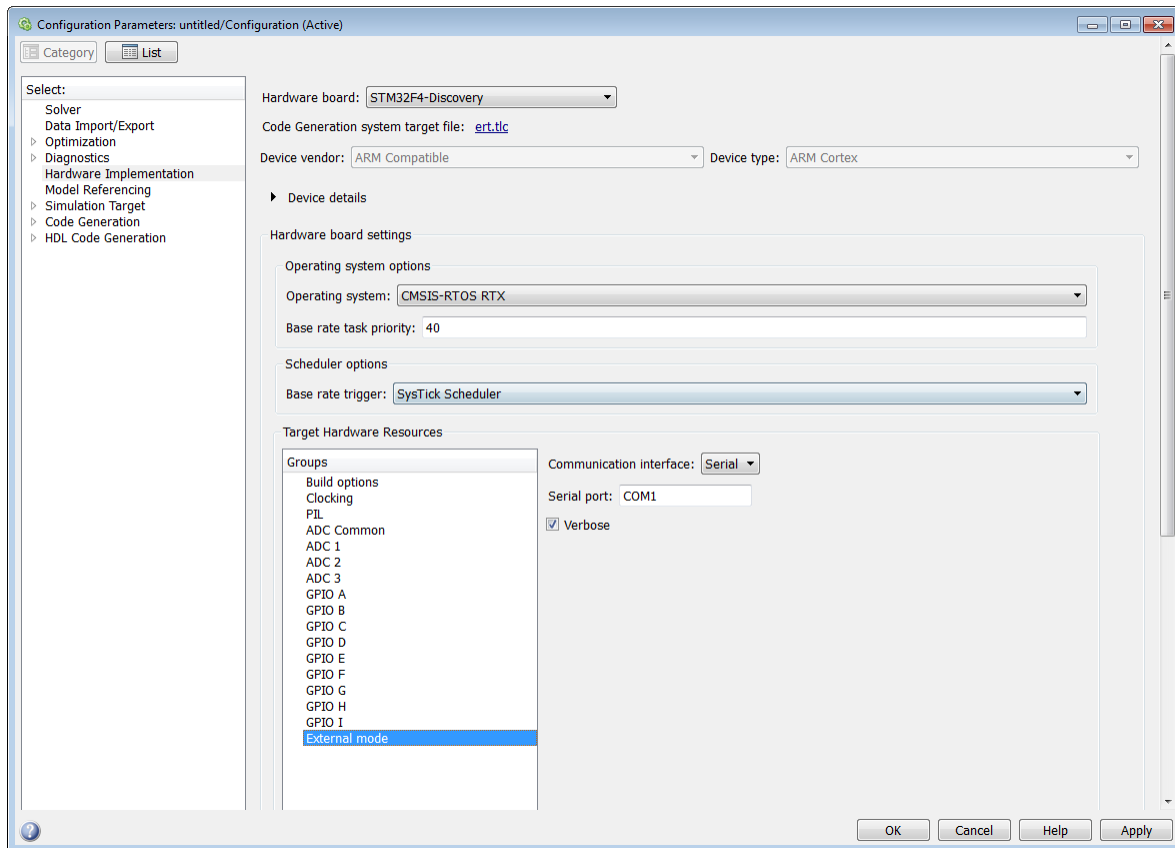 Configuration Parameters: untitled/Configuration (Active)
Category List
Select:
Solver
Data Import/Export
Optimization
Diagnostics
Hardware Implementation
Model Referencing
Simulation Target
Code Generation
HDL Code Generation
Hardware board: STM32F4-Discovery
Code Generation system target file: ert.tlc
Device vendor: ARM Compatible Device type: ARM Cortex
Device details
Hardware board settings
Operating system options
Operating system: CMSIS-RTOS RTX
Base rate task priority: 40
Scheduler options
Base rate trigger: SysTick Scheduler
Target Hardware Resources
Groups
Build options
Clocking
PIL
ADC Common
ADC 1
ADC 2
ADC 3
GPIO A
GPIO B
GPIO C
GPIO D
GPIO E
GPIO F
GPIO G
GPIO H
GPIO I
External mode
Communication interface: Serial
Serial port: COM1
Verbose
OK Cancel Help Apply